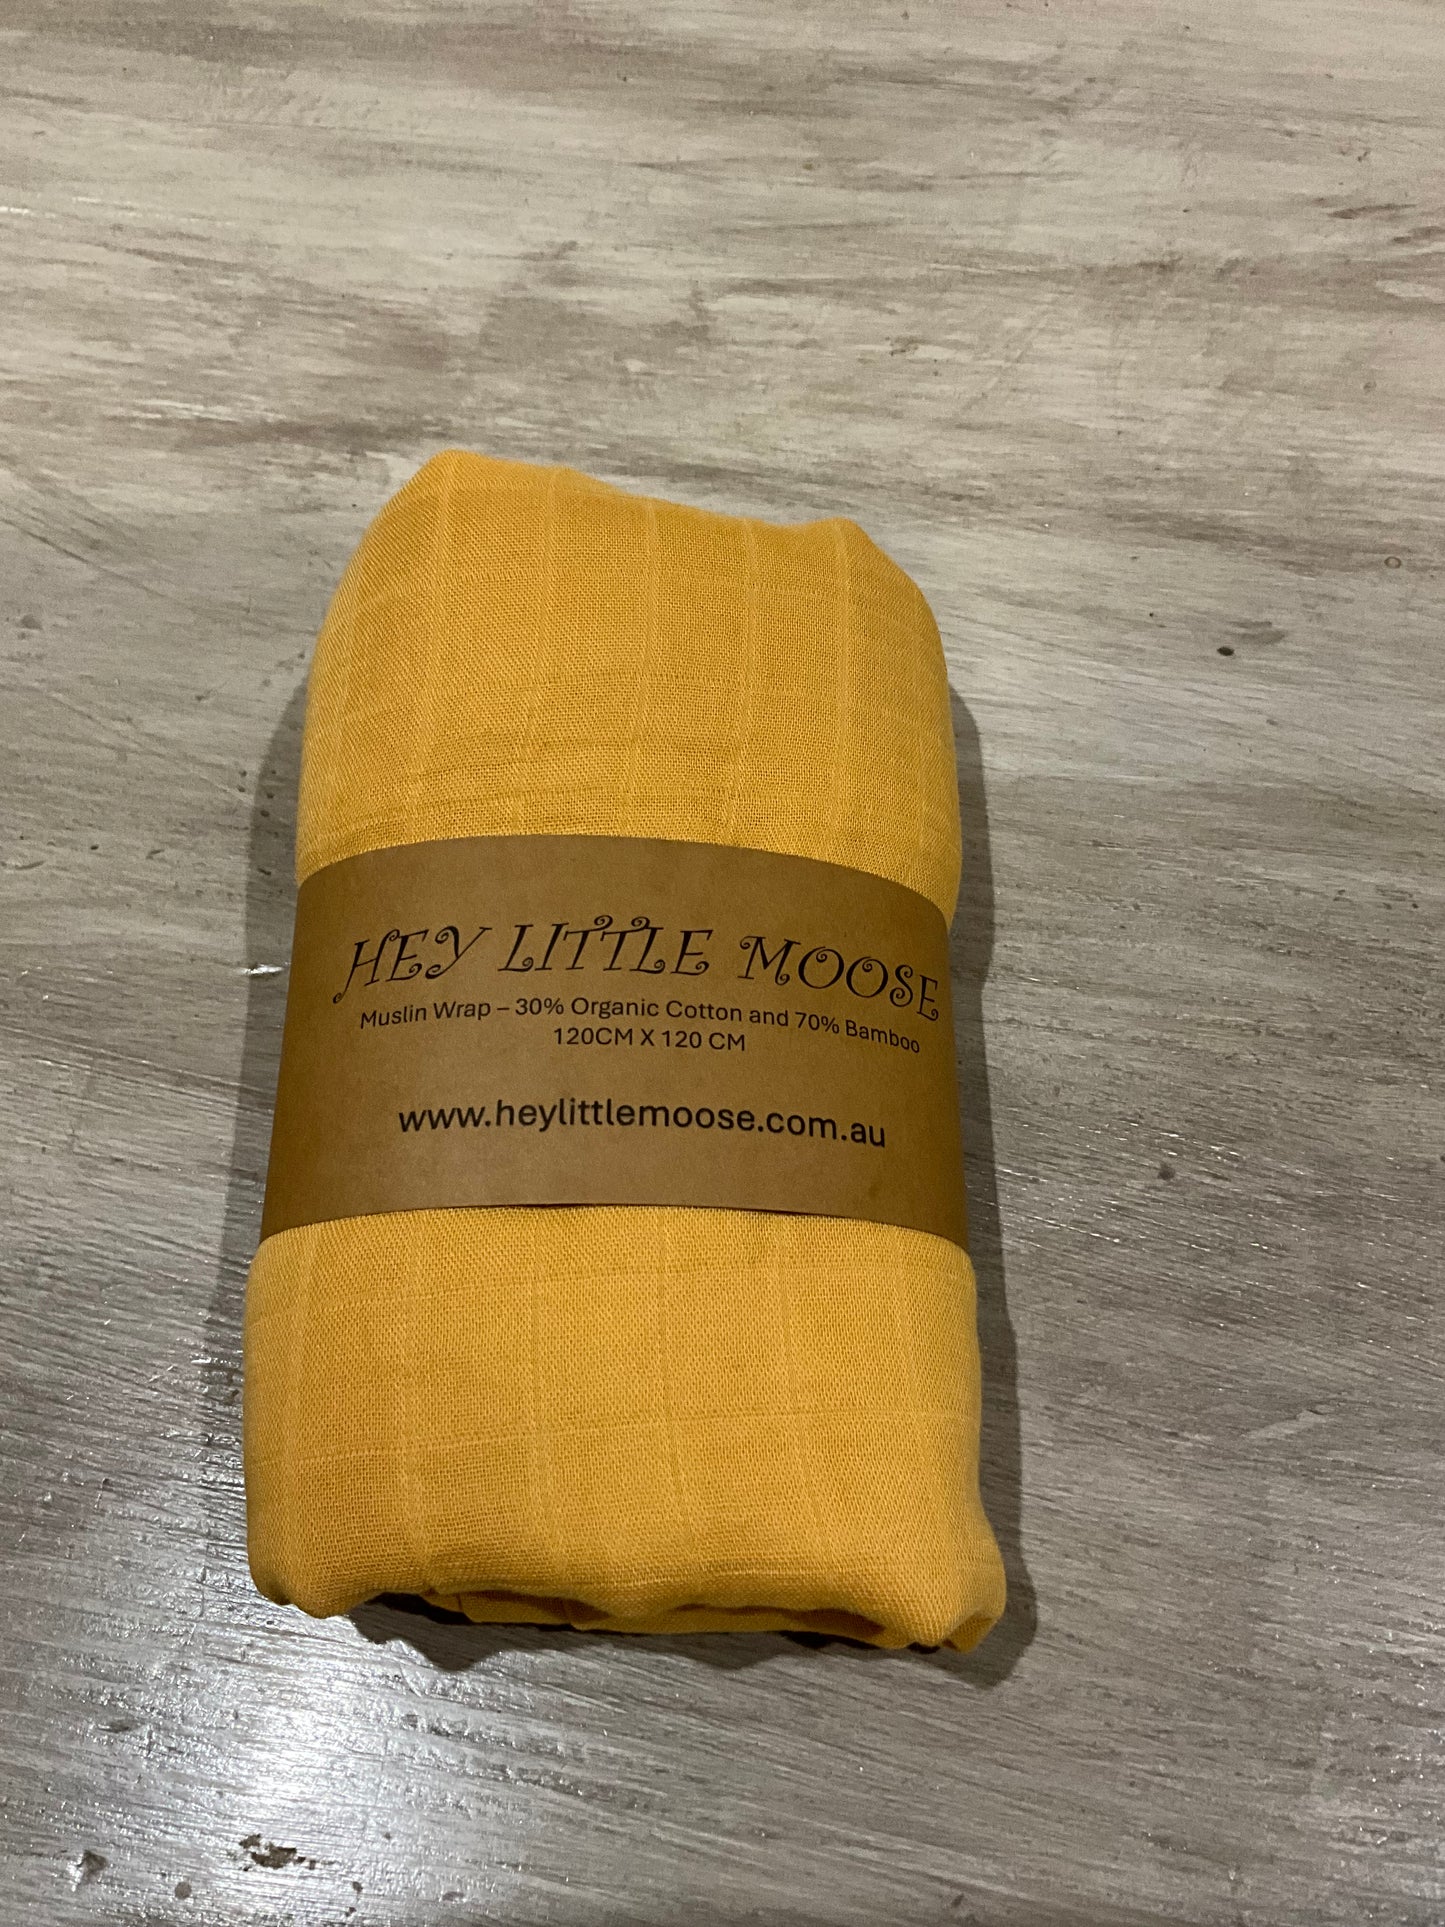 HEY LITTLE MOOSE
Muslin Wrap – 30% Organic Cotton and 70% Bamboo
120CM X 120 CM
www.heylittlemoose.com.au